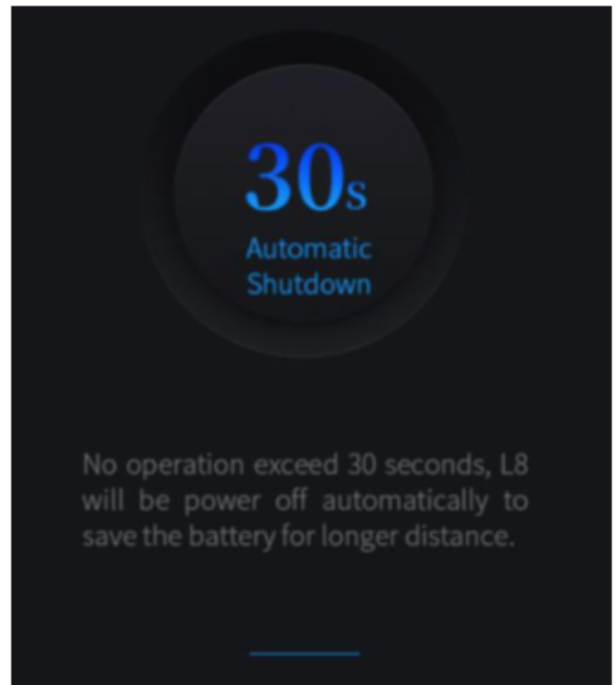 30s
Automatic
Shutdown
No operation exceed 30 seconds, L8
will be power off automatically to
save the battery for longer distance.